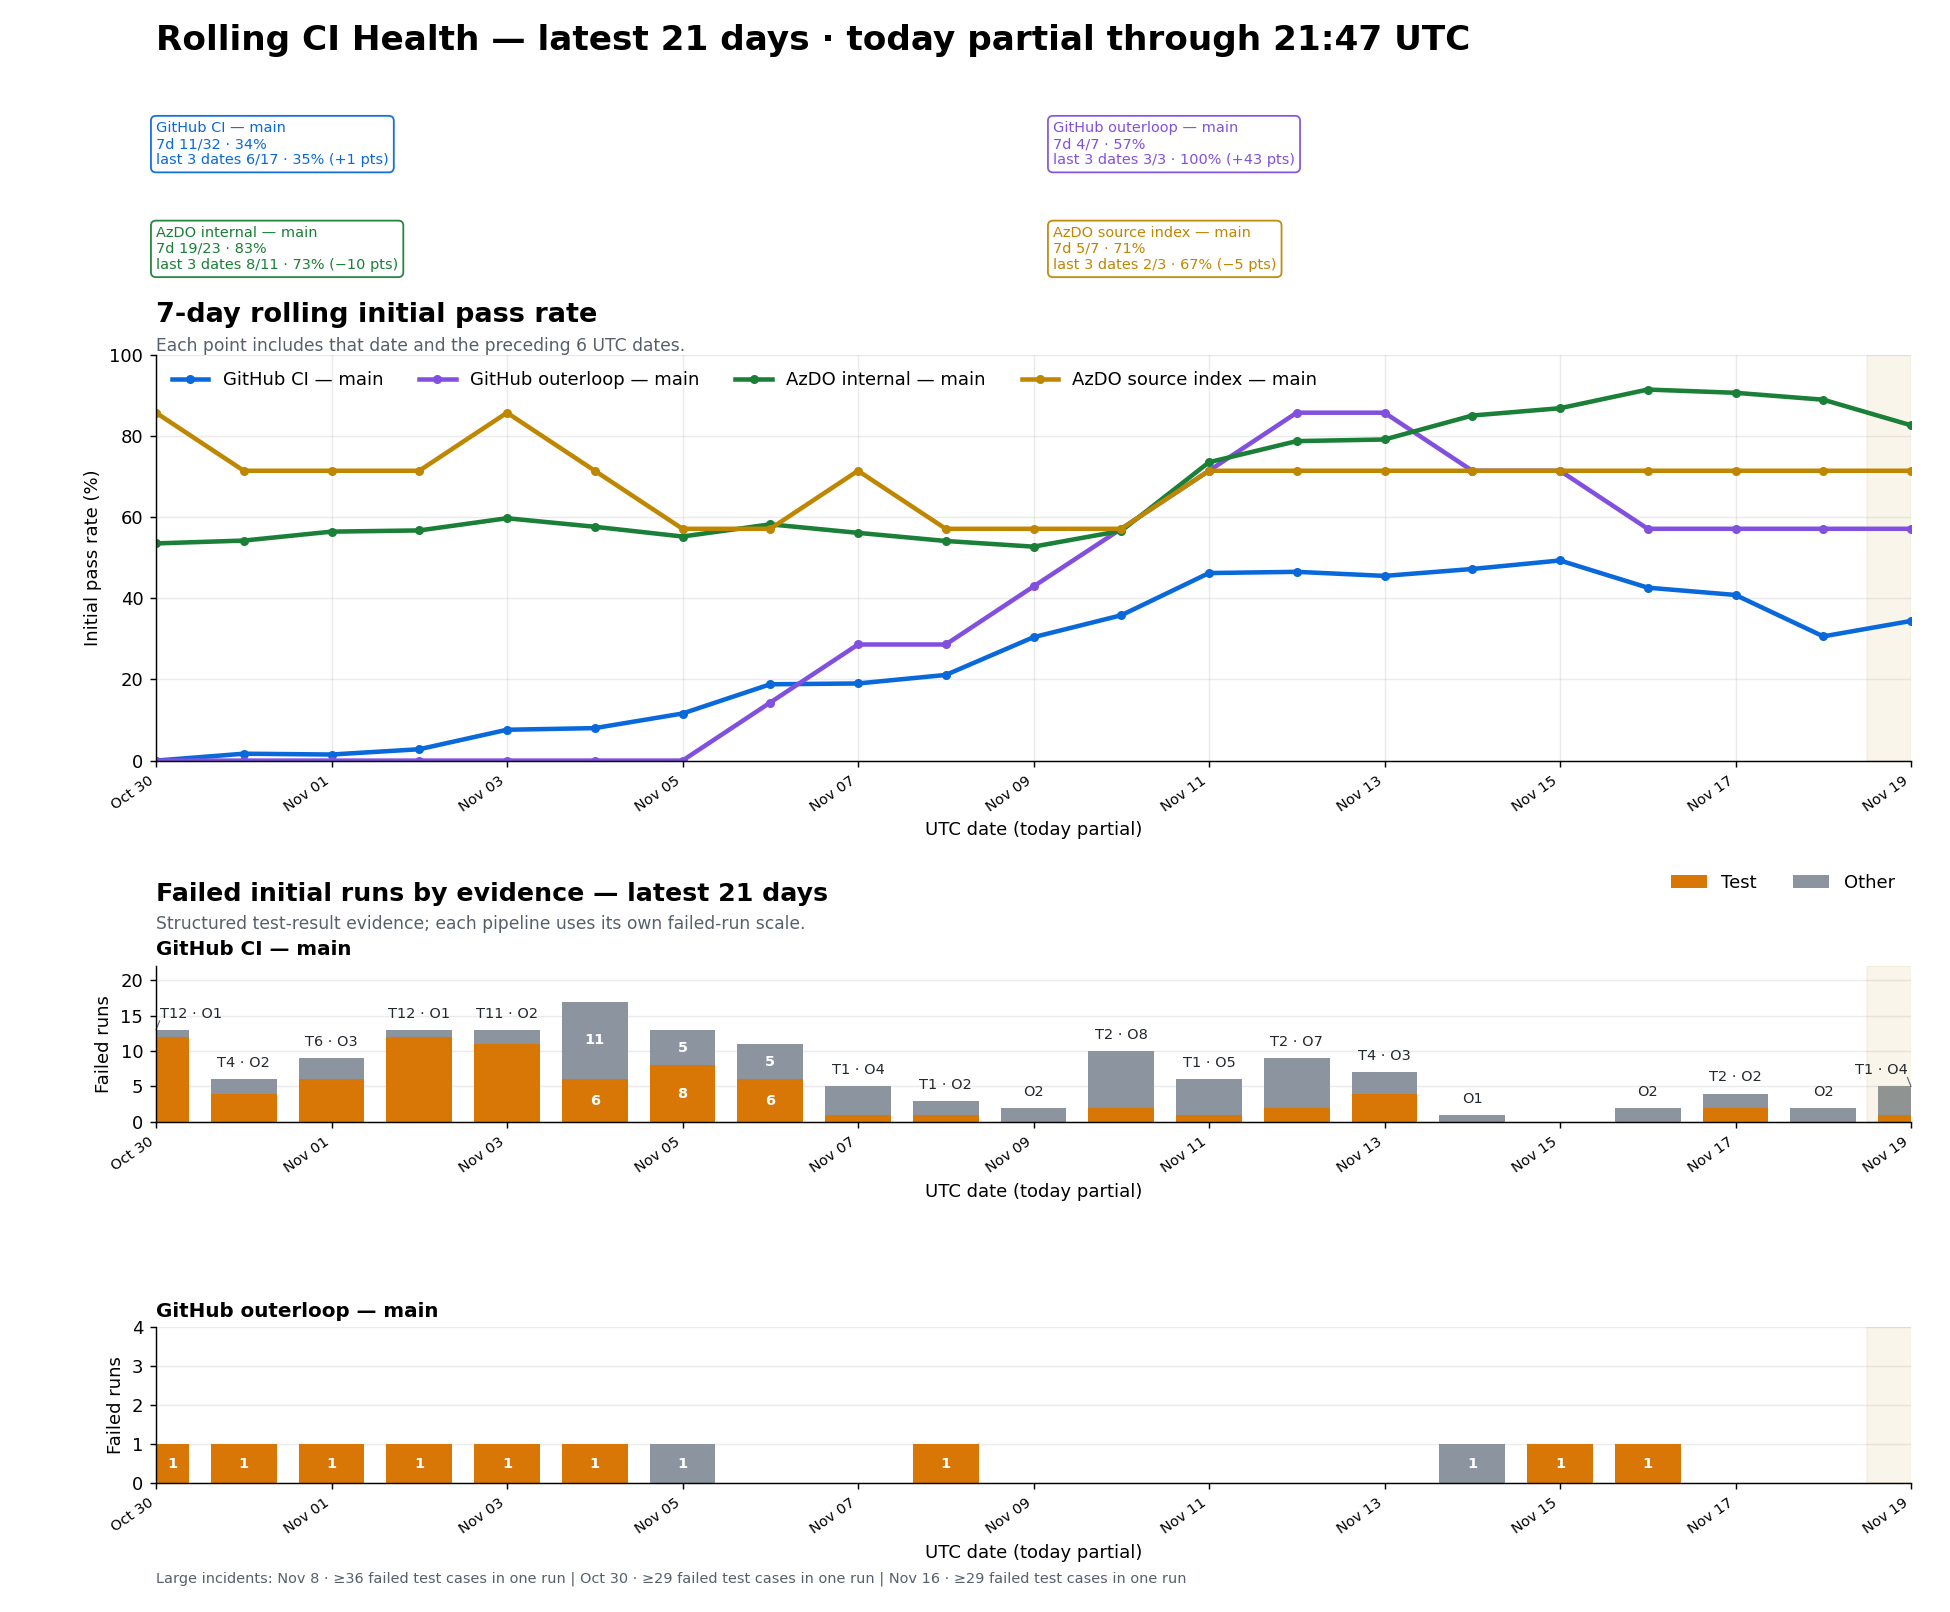 Rolling CI Health — latest 21 days · today partial through 21:47 UTC
GitHub CI — main
7d 11/32 · 34%
last 3 dates 6/17 · 35% (+1 pts)
GitHub outerloop — main
7d 4/7 · 57%
last 3 dates 3/3 · 100% (+43 pts)
AzDO internal — main
7d 19/23 · 83%
last 3 dates 8/11 · 73% (−10 pts)
AzDO source index — main
7d 5/7 · 71%
last 3 dates 2/3 · 67% (−5 pts)
7-day rolling initial pass rate
Each point includes that date and the preceding 6 UTC dates.
GitHub CI — main
GitHub outerloop — main
AzDO internal — main
AzDO source index — main
Initial pass rate (%)
100
80
60
40
20
0
Oct 30
Nov 01
Nov 03
Nov 05
Nov 07
Nov 09
Nov 11
Nov 13
Nov 15
Nov 17
Nov 19
UTC date (today partial)
Failed initial runs by evidence — latest 21 days
Test
Other
Structured test-result evidence; each pipeline uses its own failed-run scale.
GitHub CI — main
Failed runs
20
15
10
5
0
T12 · O1
T4 · O2
T6 · O3
T12 · O1
T11 · O2
11
6
5
8
5
6
T1 · O4
T1 · O2
O2
T2 · O8
T1 · O5
T2 · O7
T4 · O3
O1
O2
T2 · O2
O2
T1 · O4
Oct 30
Nov 01
Nov 03
Nov 05
Nov 07
Nov 09
Nov 11
Nov 13
Nov 15
Nov 17
Nov 19
UTC date (today partial)
GitHub outerloop — main
Failed runs
4
3
2
1
0
1
1
1
1
1
1
1
1
1
1
1
Oct 30
Nov 01
Nov 03
Nov 05
Nov 07
Nov 09
Nov 11
Nov 13
Nov 15
Nov 17
Nov 19
UTC date (today partial)
Large incidents: Nov 8 · ≥36 failed test cases in one run | Oct 30 · ≥29 failed test cases in one run | Nov 16 · ≥29 failed test cases in one run